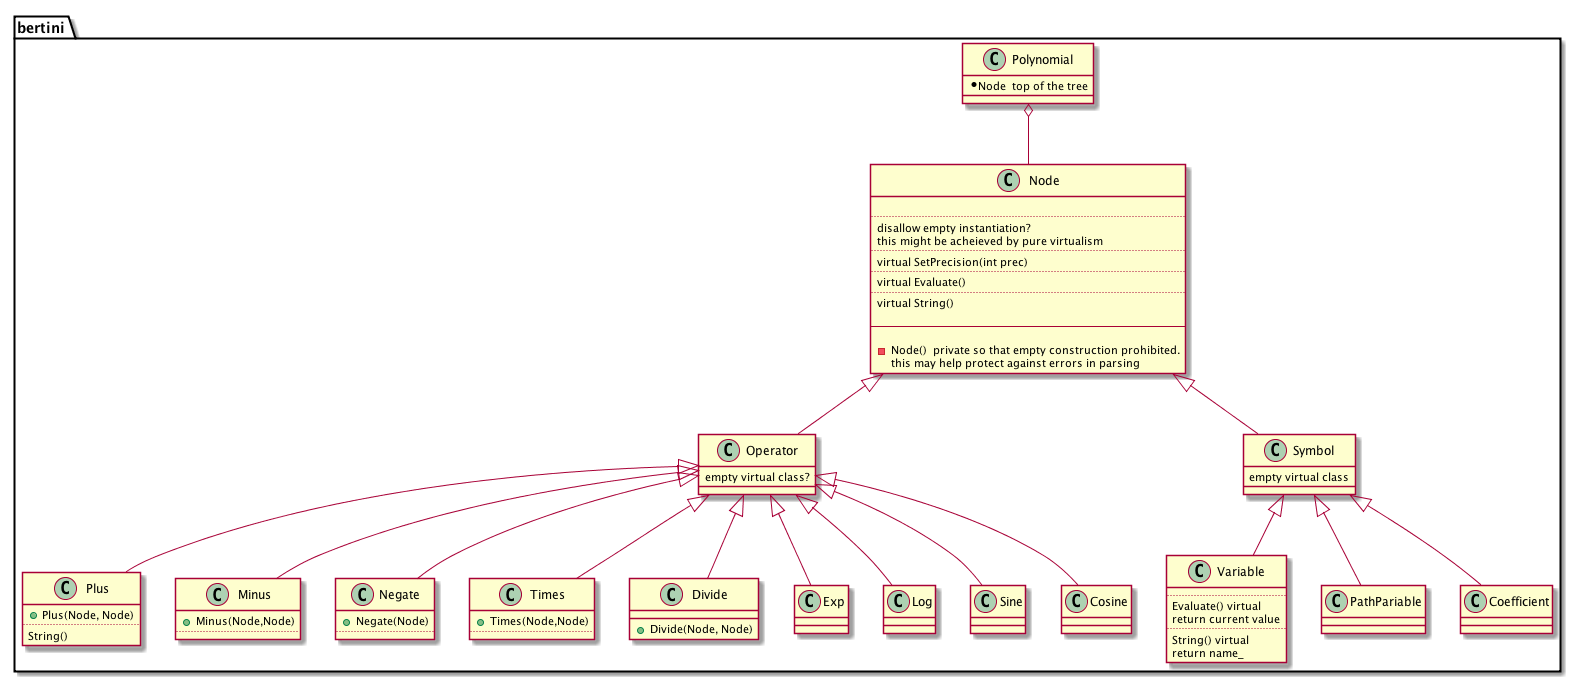 bertini
C Polynomial
*Node  top of the tree
C Node
disallow empty instantiation?
this might be acheieved by pure virtualism
virtual SetPrecision(int prec)
virtual Evaluate()
virtual String()
Node()  private so that empty construction prohibited.
this may help protect against errors in parsing
C Operator
empty virtual class?
C Symbol
empty virtual class
C Plus
Plus(Node, Node)
String()
C Minus
Minus(Node,Node)
C Negate
Negate(Node)
C Times
Times(Node,Node)
C Divide
Divide(Node, Node)
C Exp
C Log
C Sine
C Cosine
C Variable
Evaluate() virtual
return current value
String() virtual
return name_
C PathPariable
C Coefficient